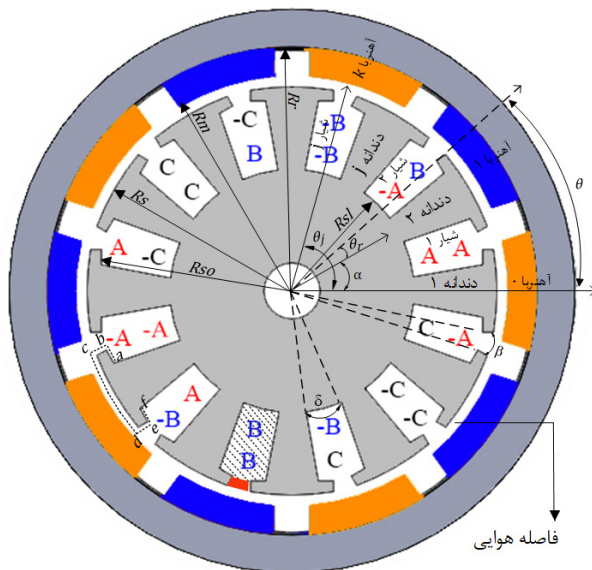 آهنربا k
Rr
Rm
-C
B
-B
-B
شیار j
دندانه j
آهنربا ۱
θ
C
C
شیار ۲
B
-A
Rs
Rsl
دندانه ۲
A
-C
Rso
θj
θr
α
شیار ۱
A A
دندانه ۱
آهنربا ۰
C
-A
β
-A -A
c
b
a
A
-B
f
e
d
B
B
δ
-B
C
-C
-C
فاصله هوایی